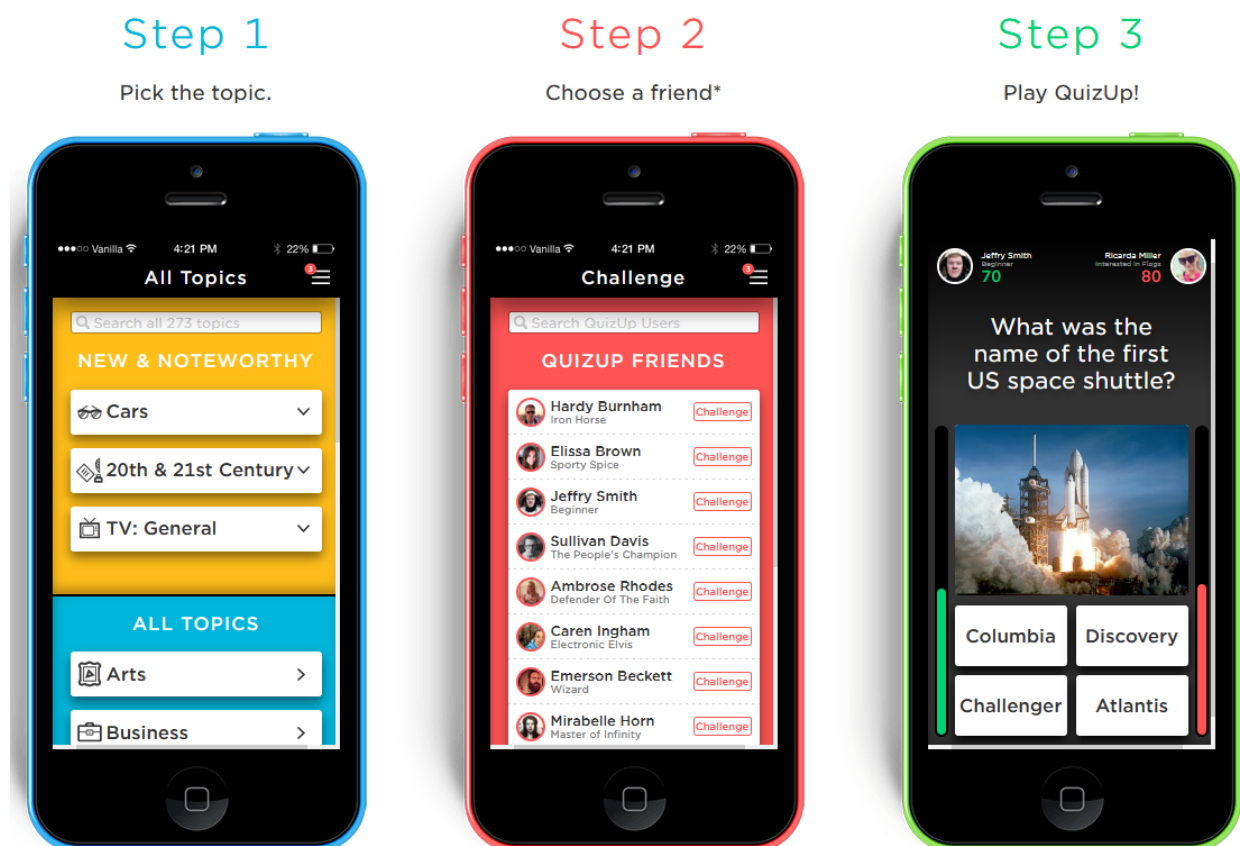 Step 1
Pick the topic.
Vanilla 4:21 PM 22%
All Topics 3
Search all 273 topics
NEW & NOTEWORTHY
Cars
20th & 21st Century
TV: General
ALL TOPICS
Arts
Business
Step 2
Choose a friend*
Vanilla 4:21 PM 22%
Challenge 3
Search QuizUp Users
QUIZUP FRIENDS
Hardy Burnham Challenge
Iron Horse
Elissa Brown Challenge
Sporty Spice
Jeffry Smith Challenge
Beginner
Sullivan Davis Challenge
The People's Champion
Ambrose Rhodes Challenge
Defender Of The Faith
Caren Ingham Challenge
Electronic Elvis
Emerson Beckett Challenge
Wizard
Mirabelle Horn Challenge
Master of Infinity
Step 3
Play QuizUp!
Jeffry Smith Ricarda Miller
Beginner Interested in Flags
70 80
What was the
name of the first
US space shuttle?
Columbia Discovery
Challenger Atlantis